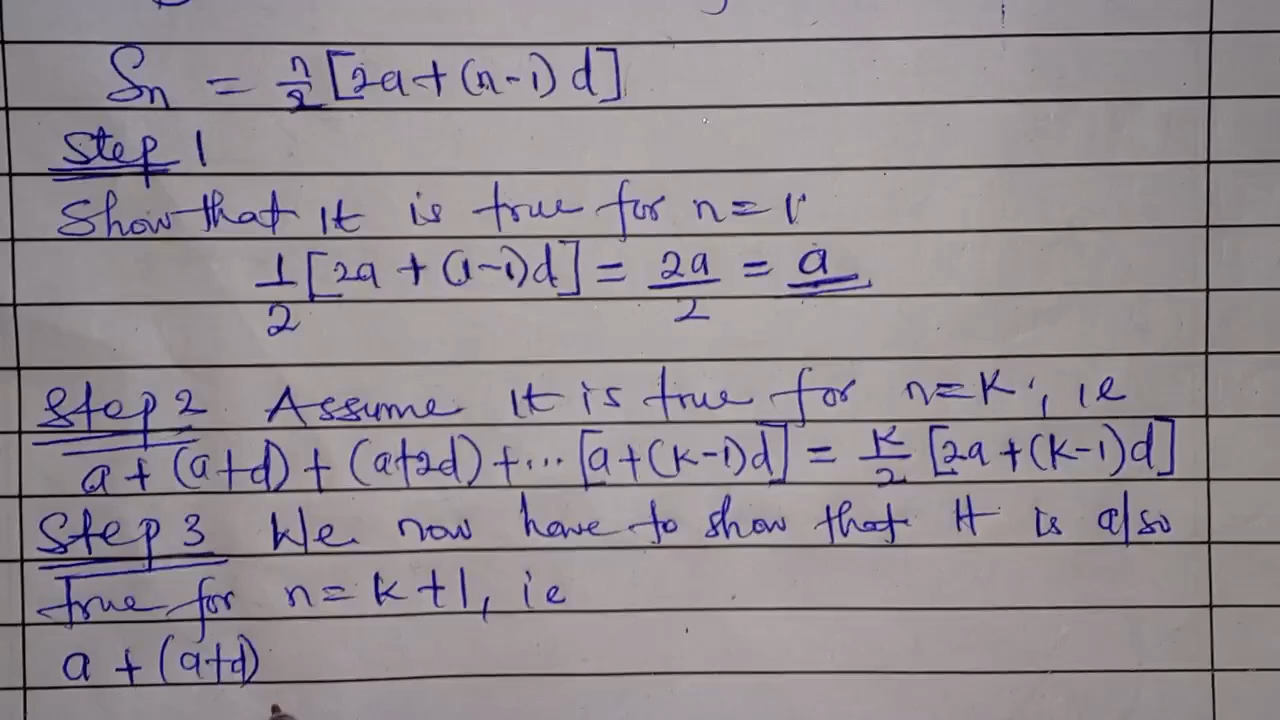 Sn = n/2 [2a + (n-1) d]
Step 1
Show that it is true for n = 1
1/2 [2a + (1-1)d] = 2a/2 = a
Step 2 Assume it is true for n=k, ie
a + (a+d) + (a+2d) + ... [a+(k-1)d] = k/2 [2a + (k-1)d]
Step 3 We now have to show that it is also
true for n = k+1, ie
a + (a+d)